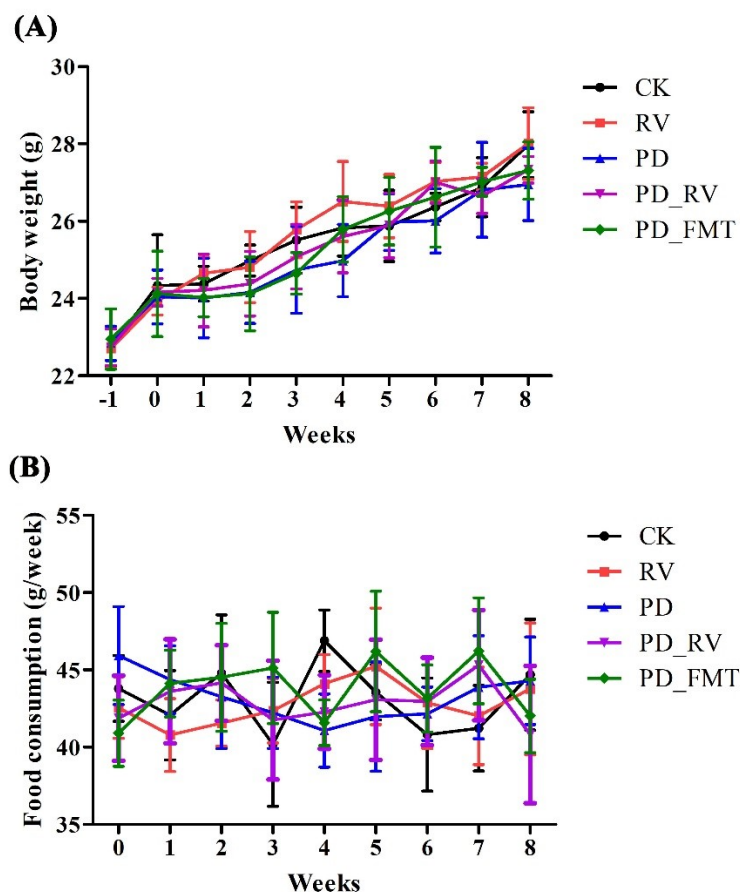 (A)
Body weight (g)
30
28
26
24
22
-1 0 1 2 3 4 5 6 7 8
Weeks
CK
RV
PD
PD_RV
PD_FMT
(B)
Food consumption (g/week)
55
50
45
40
35
0 1 2 3 4 5 6 7 8
Weeks
CK
RV
PD
PD_RV
PD_FMT